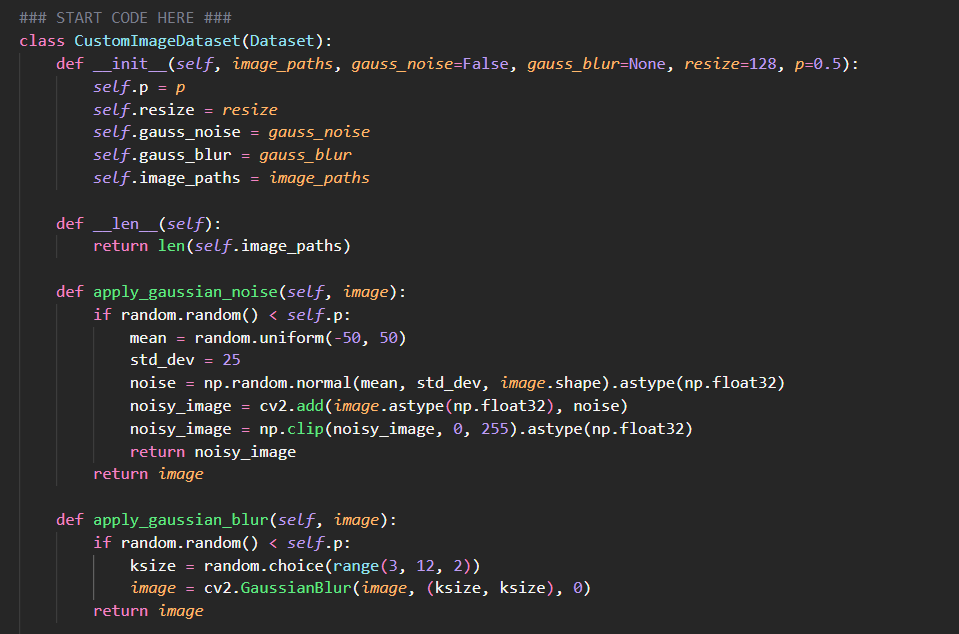 ### START CODE HERE ###
class CustomImageDataset(Dataset):
    def __init__(self, image_paths, gauss_noise=False, gauss_blur=None, resize=128, p=0.5):
        self.p = p
        self.resize = resize
        self.gauss_noise = gauss_noise
        self.gauss_blur = gauss_blur
        self.image_paths = image_paths

    def __len__(self):
        return len(self.image_paths)

    def apply_gaussian_noise(self, image):
        if random.random() < self.p:
            mean = random.uniform(-50, 50)
            std_dev = 25
            noise = np.random.normal(mean, std_dev, image.shape).astype(np.float32)
            noisy_image = cv2.add(image.astype(np.float32), noise)
            noisy_image = np.clip(noisy_image, 0, 255).astype(np.float32)
            return noisy_image
        return image

    def apply_gaussian_blur(self, image):
        if random.random() < self.p:
            ksize = random.choice(range(3, 12, 2))
            image = cv2.GaussianBlur(image, (ksize, ksize), 0)
        return image